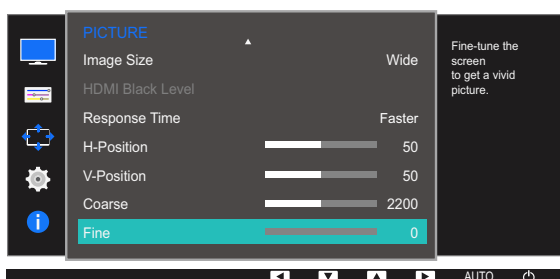 PICTURE
Image Size Wide
HDMI Black Level
Response Time Faster
H-Position 50
V-Position 50
Coarse 2200
Fine 0
Fine-tune the
screen
to get a vivid
picture.
AUTO